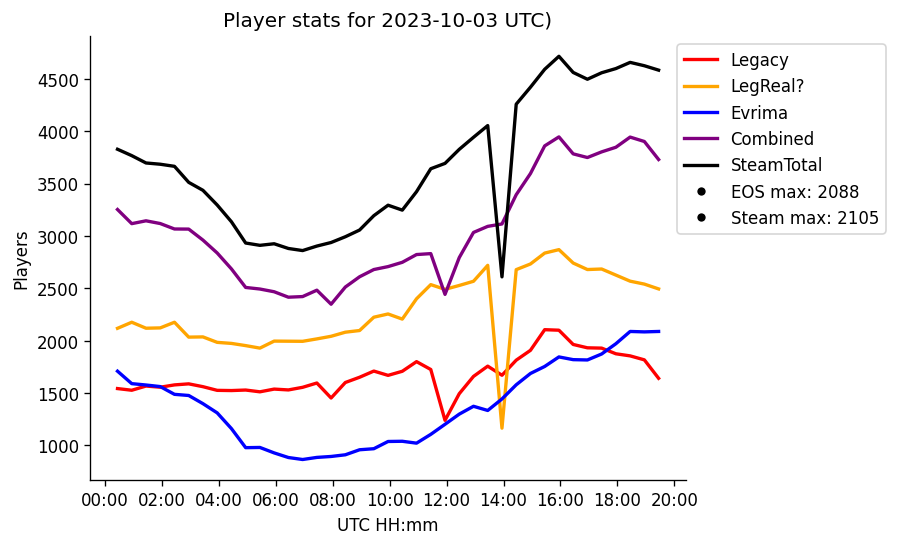 Player stats for 2023-10-03 UTC)
Legacy
LegReal?
Evrima
Combined
SteamTotal
EOS max: 2088
Steam max: 2105
Players
4500
4000
3500
3000
2500
2000
1500
1000
00:00 02:00 04:00 06:00 08:00 10:00 12:00 14:00 16:00 18:00 20:00
UTC HH:mm